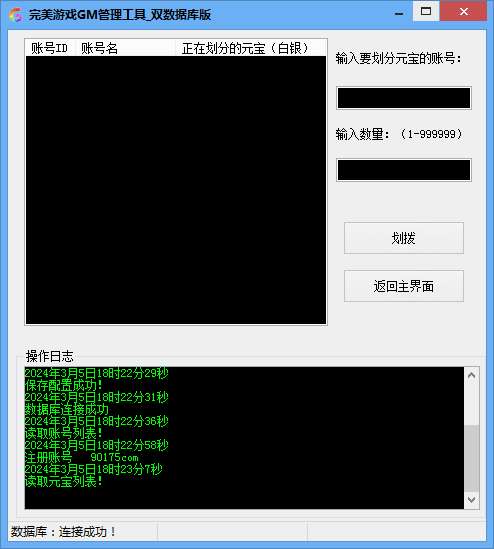 完美游戏GM管理工具_双数据库版
账号ID 账号名 正在划分的元宝（白银）
输入要划分元宝的账号：
输入数量：（1-999999）
划拨
返回主界面
操作日志
2024年3月5日18时22分29秒
保存配置成功!
2024年3月5日18时22分31秒
数据库连接成功
2024年3月5日18时22分36秒
读取账号列表!
2024年3月5日18时22分58秒
注册账号 90175com
2024年3月5日18时23分7秒
读取元宝列表!
数据库：连接成功！